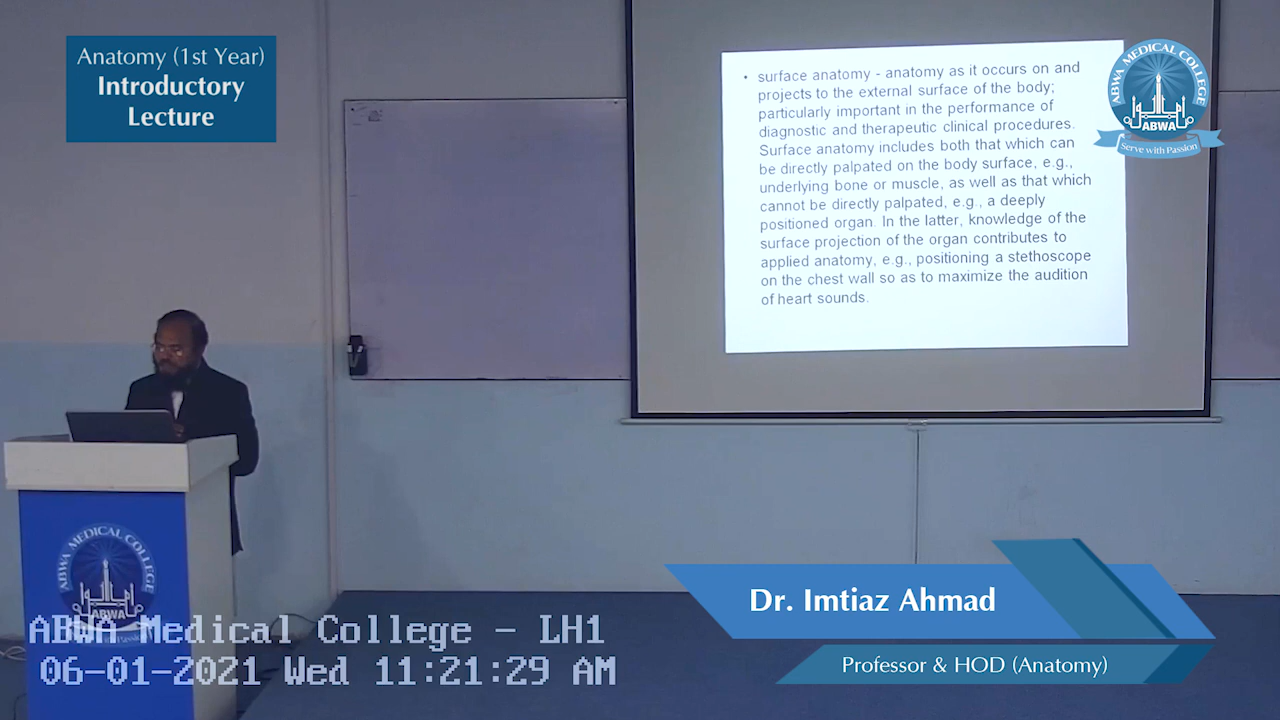 Anatomy (1st Year)
Introductory
Lecture
• surface anatomy - anatomy as it occurs on and
projects to the external surface of the body;
particularly important in the performance of
diagnostic and therapeutic clinical procedures.
Surface anatomy includes both that which can
be directly palpated on the body surface, e.g.,
underlying bone or muscle, as well as that which
cannot be directly palpated, e.g., a deeply
positioned organ. In the latter, knowledge of the
surface projection of the organ contributes to
applied anatomy, e.g., positioning a stethoscope
on the chest wall so as to maximize the audition
of heart sounds.
ABWA MEDICAL COLLEGE
ABWA
Serve with Passion
ABWA MEDICAL COLLEGE
ABWA
Passion
ABWA Medical College - LH1
06-01-2021 Wed 11:21:29 AM
Dr. Imtiaz Ahmad
Professor & HOD (Anatomy)